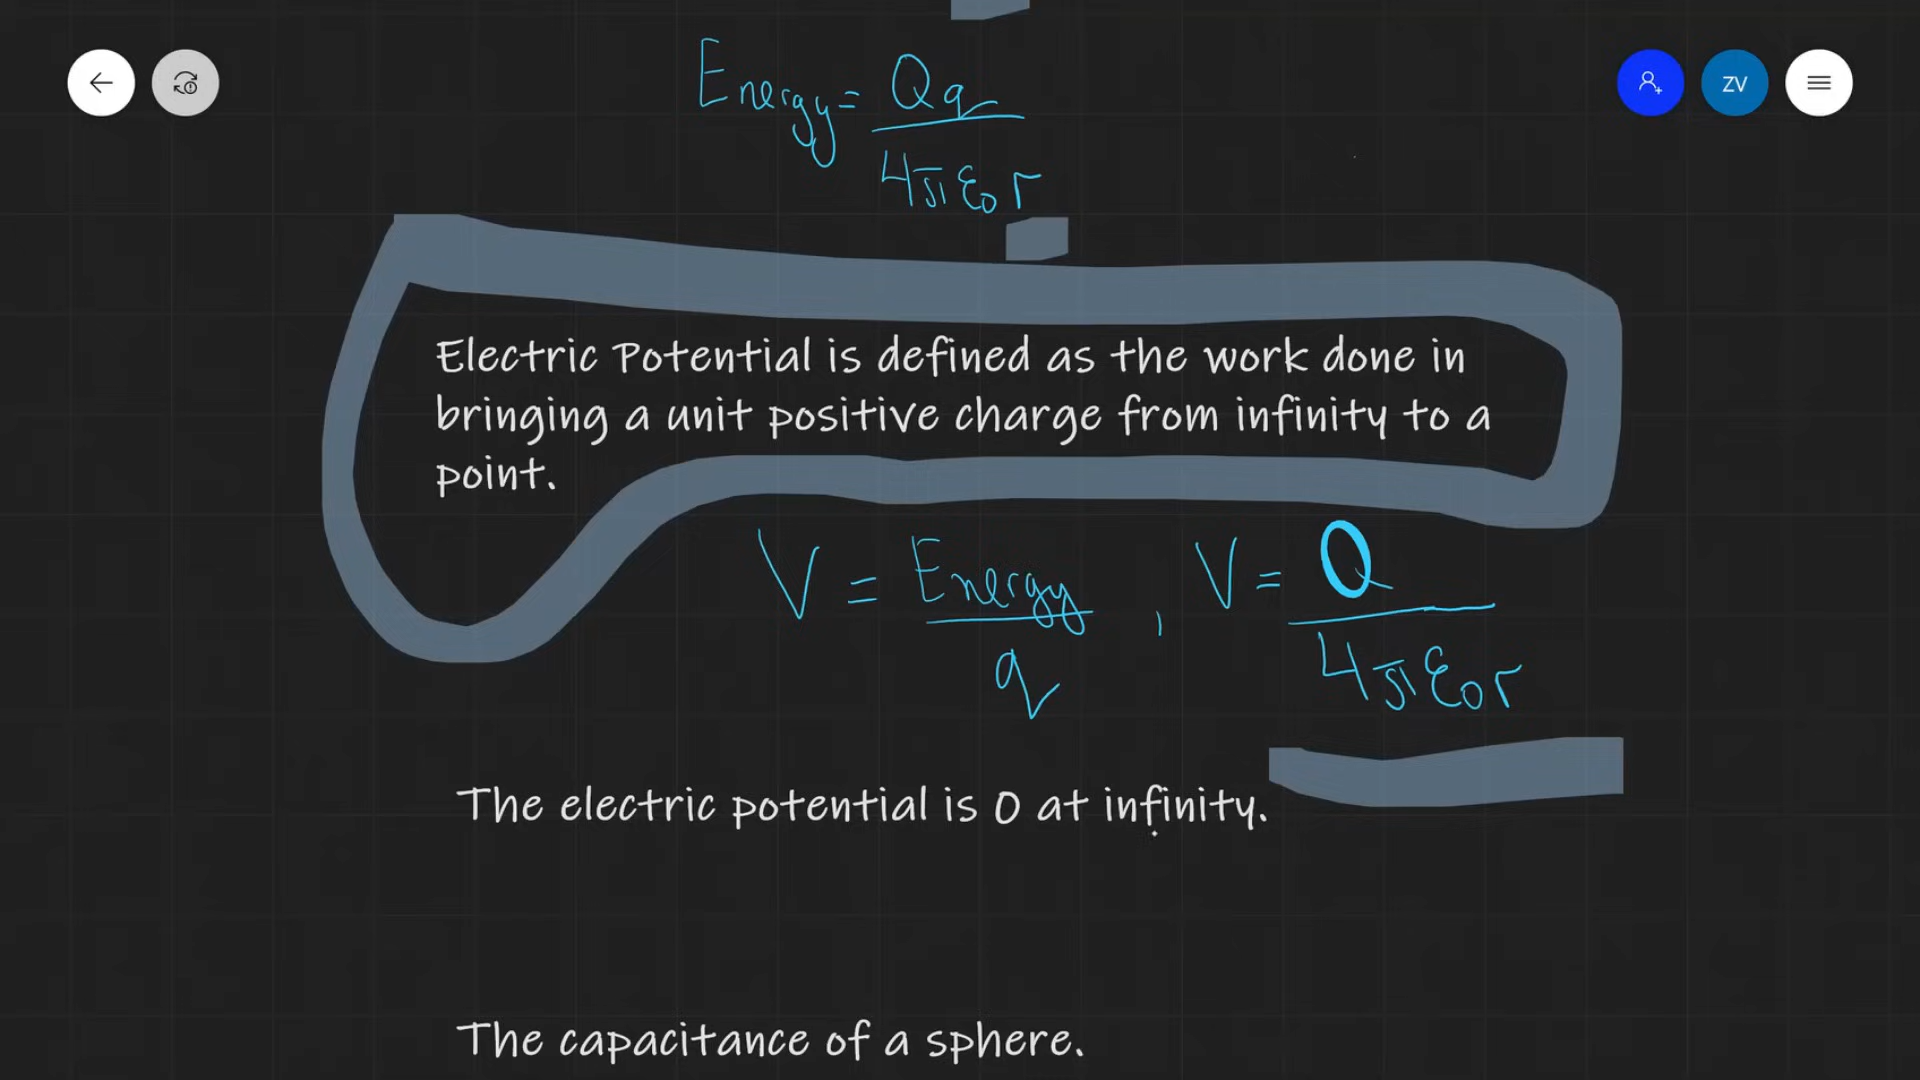 ZV
Energy = Qq / 4πε₀r
Electric Potential is defined as the work done in
bringing a unit positive charge from infinity to a
point.
V = Energy / q , V = Q / 4πε₀r
The electric potential is 0 at infinity.
The capacitance of a sphere.